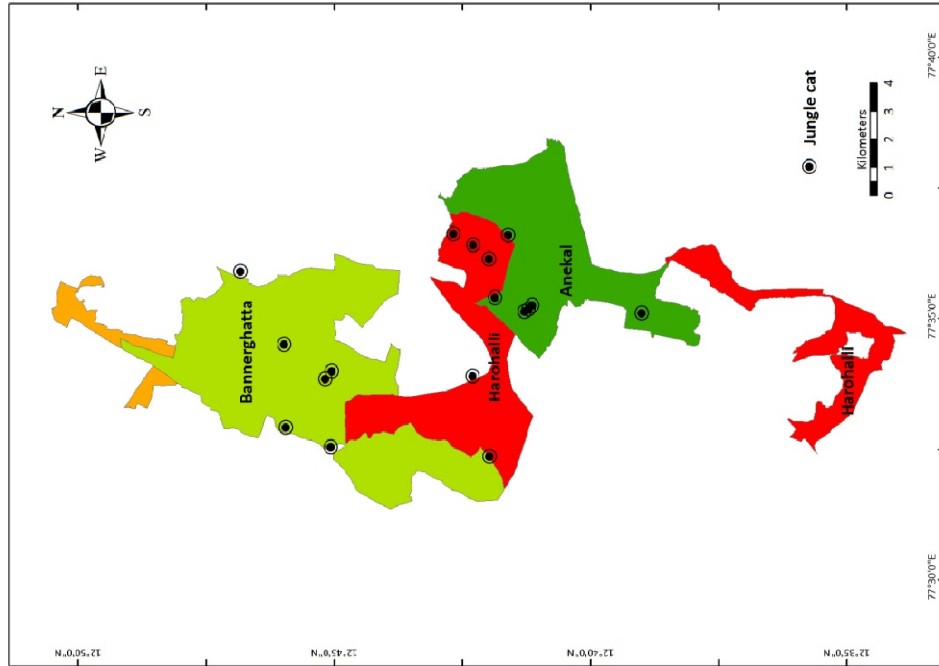 N
W
E
S
77°40'0"E
77°35'0"E
77°30'0"E
12°50'0"N
12°45'0"N
12°40'0"N
12°35'0"N
Bannerghatta
Harohalli
Anekal
Harohalli
Jungle cat
Kilometers
0 1 2 3 4